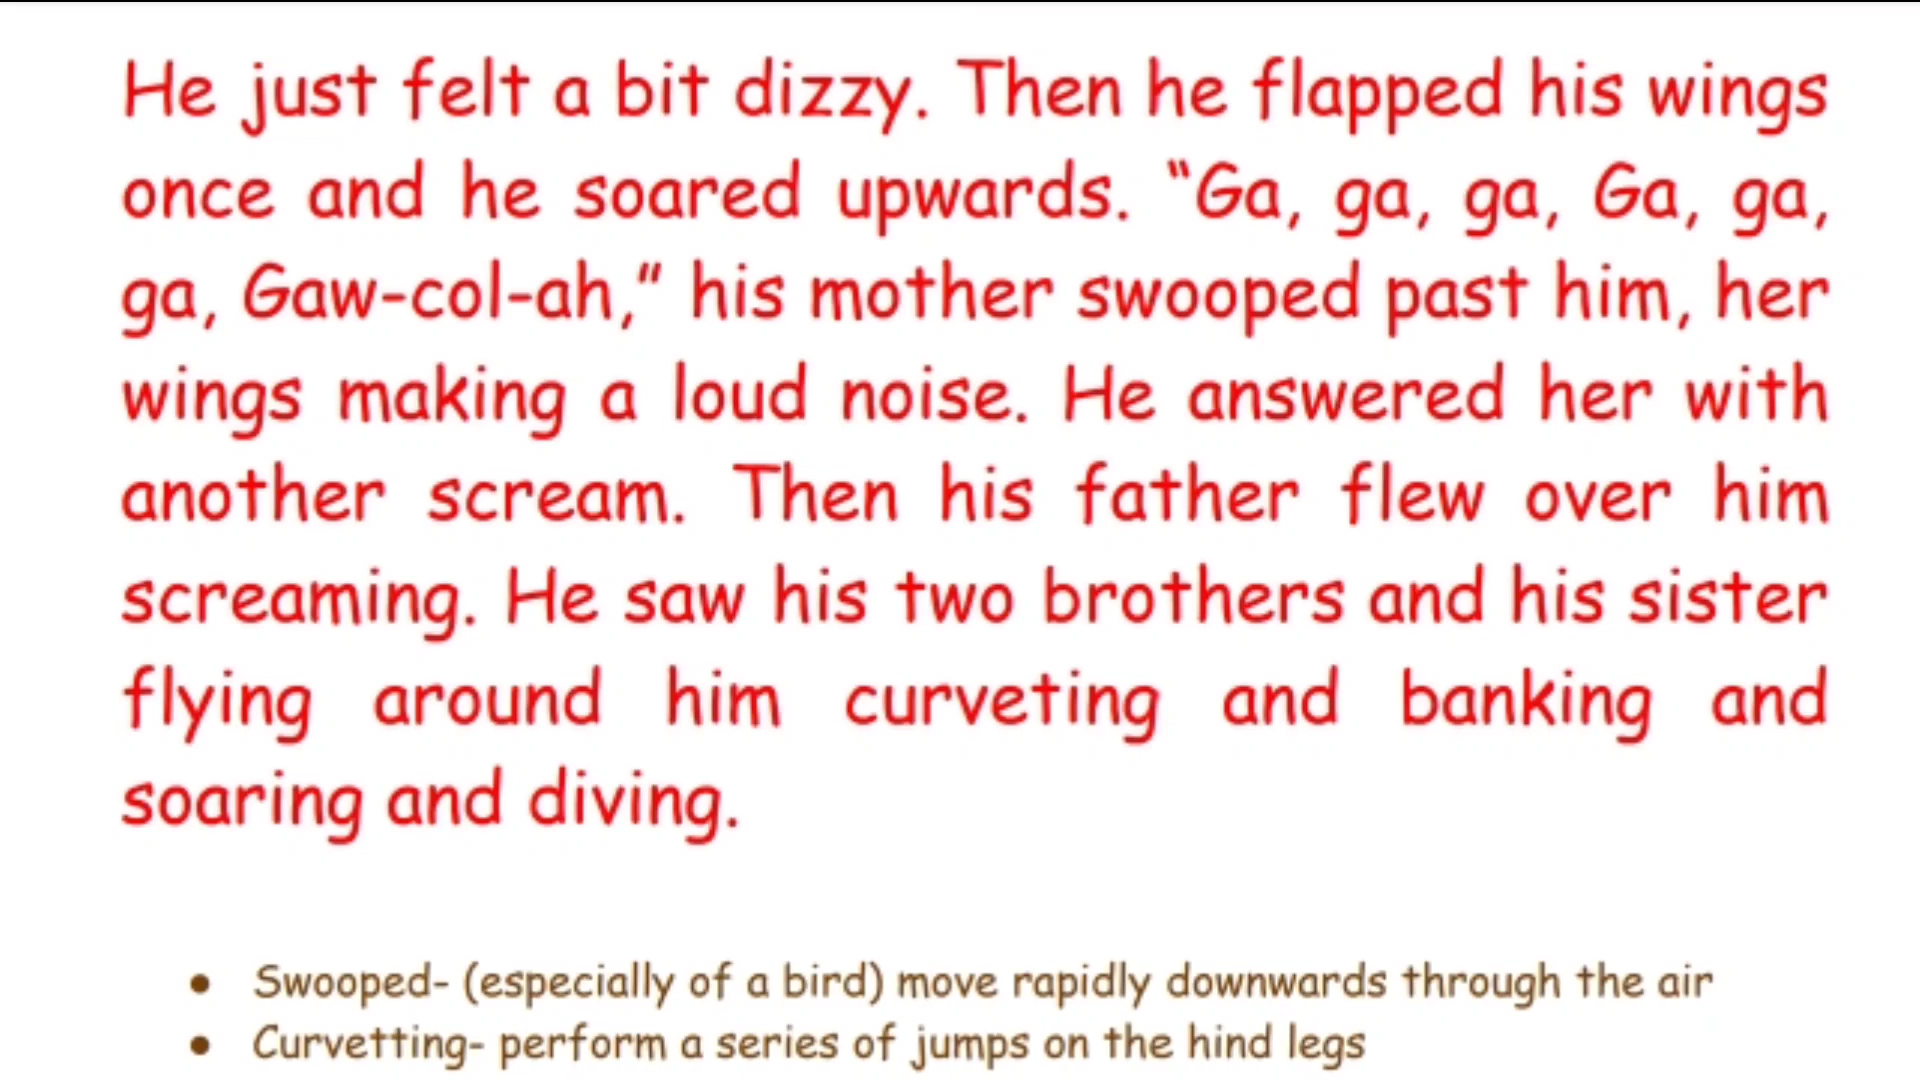 He just felt a bit dizzy. Then he flapped his wings
once and he soared upwards. “Ga, ga, ga, Ga, ga,
ga, Gaw-col-ah,” his mother swooped past him, her
wings making a loud noise. He answered her with
another scream. Then his father flew over him
screaming. He saw his two brothers and his sister
flying around him curveting and banking and
soaring and diving.
● Swooped- (especially of a bird) move rapidly downwards through the air
● Curvetting- perform a series of jumps on the hind legs